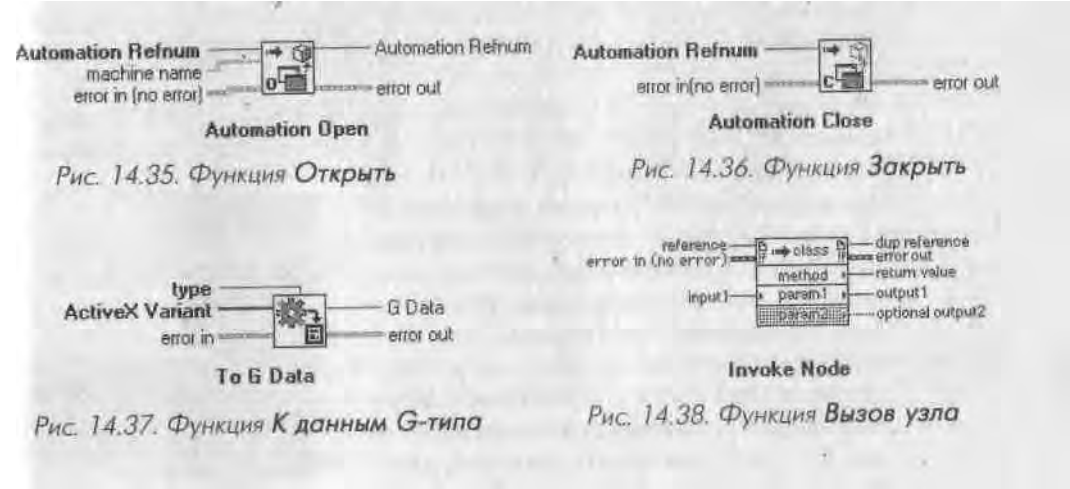 Automation Refnum
machine name
error in (no error)
Automation Refnum
error out
Automation Open
Рис. 14.35. Функция Открыть
Automation Refnum
error in(no error)
error out
Automation Close
Рис. 14.36. Функция Закрыть
type
ActiveX Variant
error in
G Data
error out
To G Data
Рис. 14.37. Функция К данным G-типа
reference
error in (no error)
input1
class
method
param1
param2
dup reference
error out
return value
output1
optional output2
Invoke Node
Рис. 14.38. Функция Вызов узла